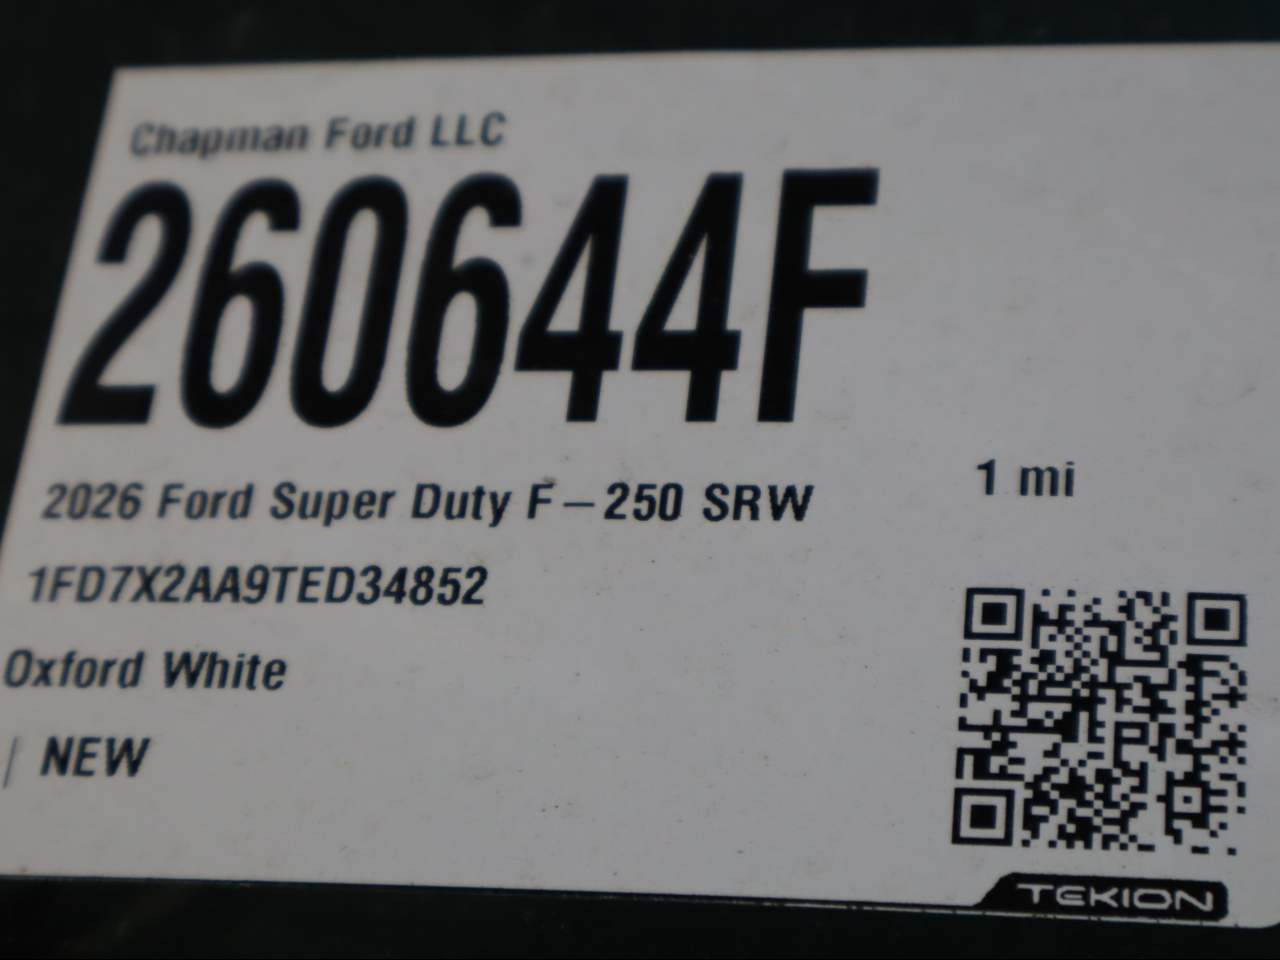 Chapman Ford LLC
260644F
2026 Ford Super Duty F-250 SRW
1 mi
1FD7X2AA9TED34852
Oxford White
| NEW
TEKION